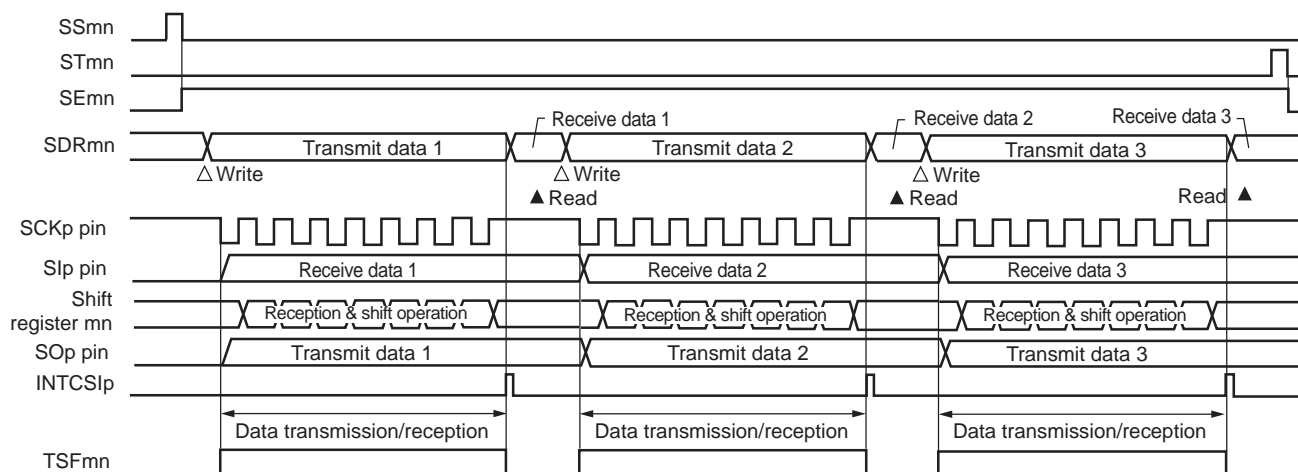 SSmn
STmn
SEmn
Receive data 1
Receive data 2
Receive data 3
SDRmn
Transmit data 1
Transmit data 2
Transmit data 3
△ Write
△ Write
△ Write
▲ Read
▲ Read
Read ▲
SCKp pin
SIp pin
Receive data 1
Receive data 2
Receive data 3
Shift
register mn
Reception & shift operation
Reception & shift operation
Reception & shift operation
SOp pin
Transmit data 1
Transmit data 2
Transmit data 3
INTCSIp
Data transmission/reception
Data transmission/reception
Data transmission/reception
TSFmn